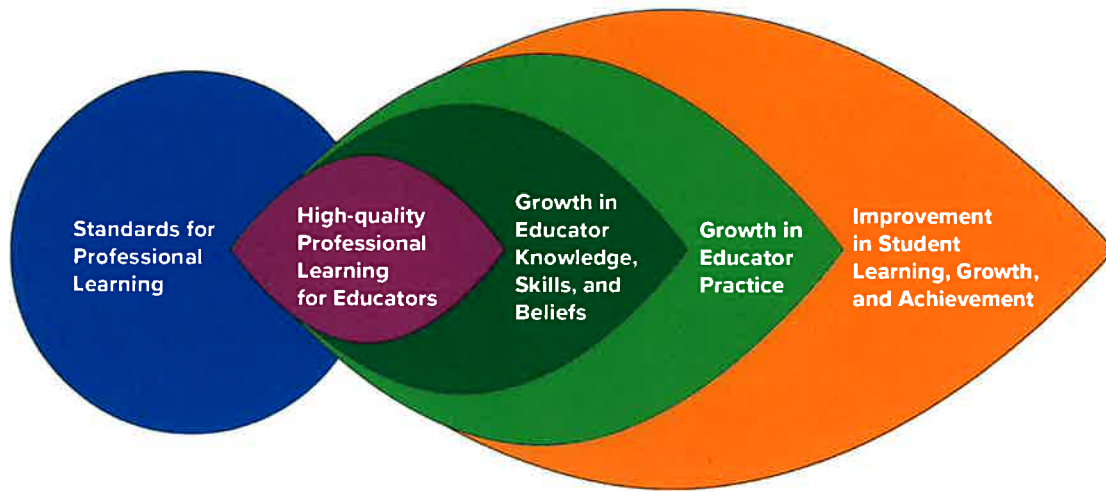 Standards for
Professional
Learning
High-quality
Professional
Learning
for Educators
Growth in
Educator
Knowledge,
Skills, and
Beliefs
Growth in
Educator
Practice
Improvement
in Student
Learning, Growth,
and Achievement